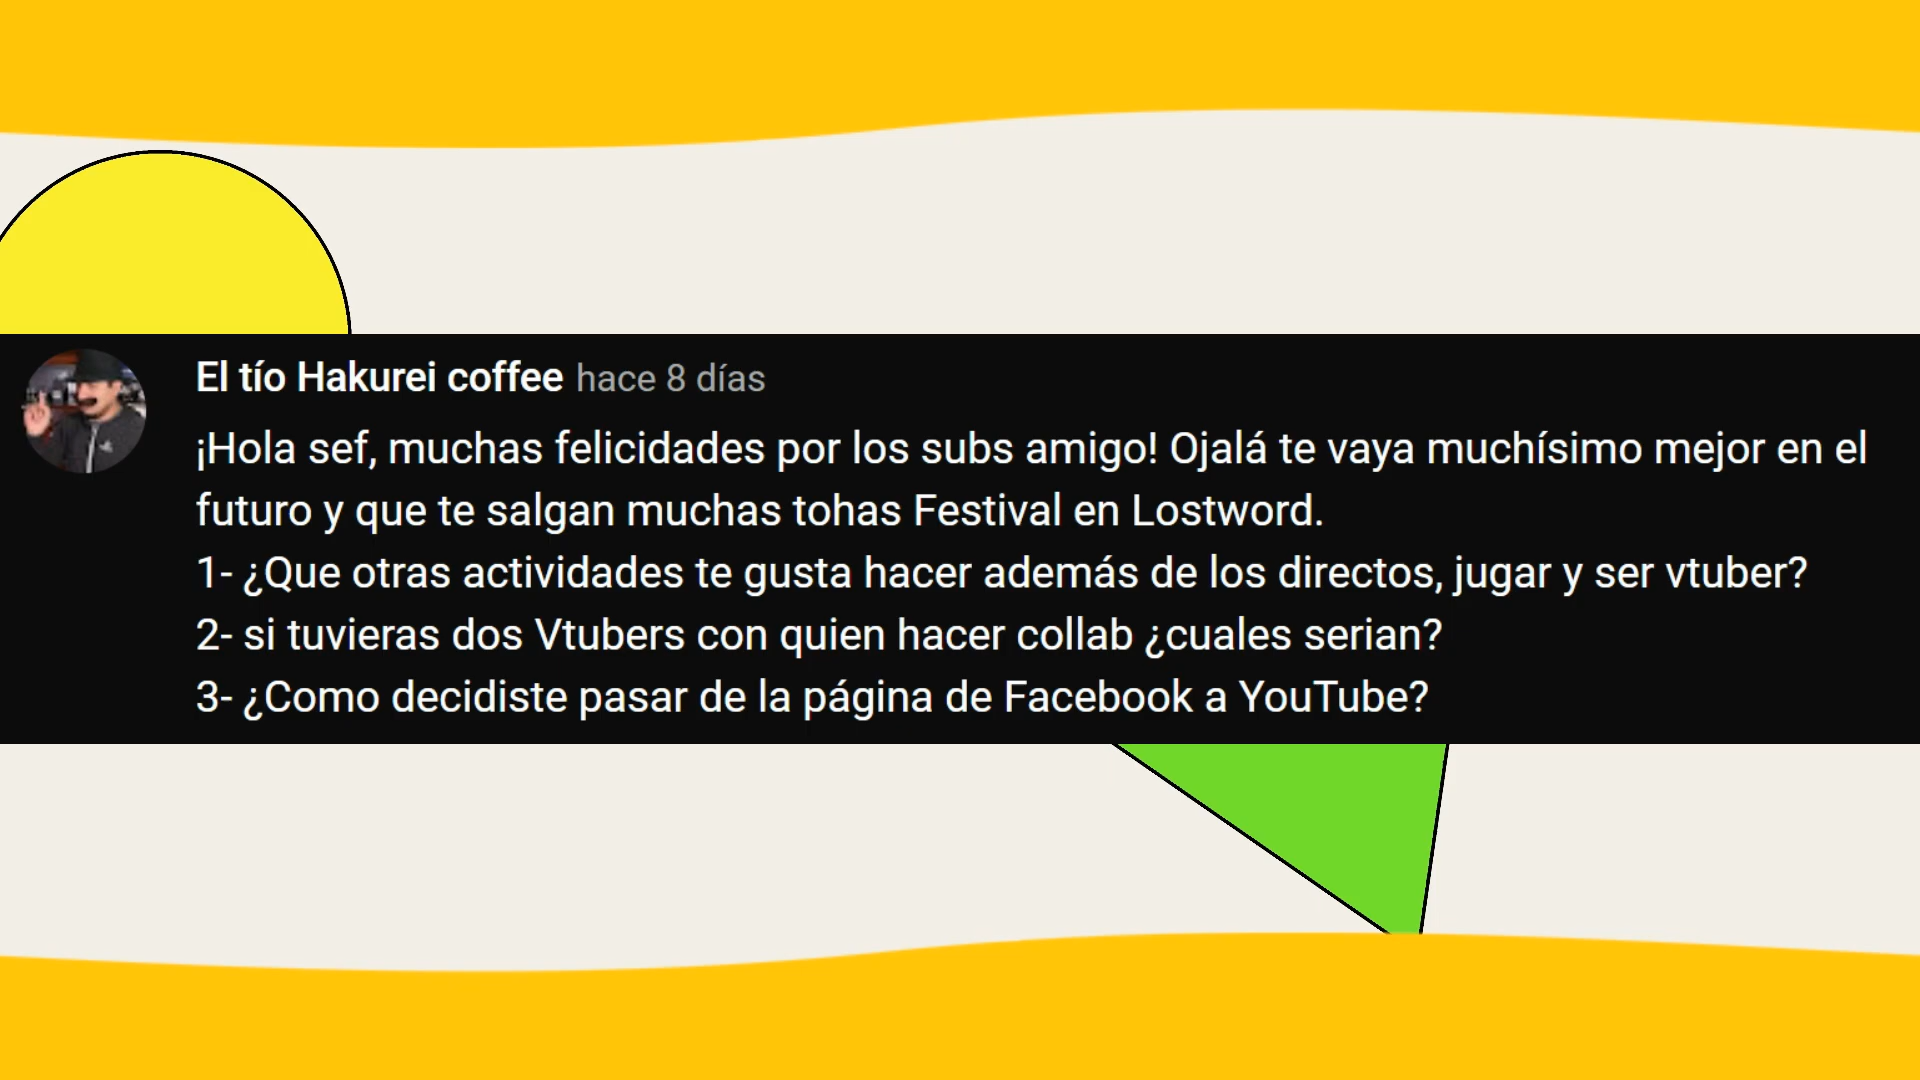 El tío Hakurei coffee hace 8 días
¡Hola sef, muchas felicidades por los subs amigo! Ojalá te vaya muchísimo mejor en el
futuro y que te salgan muchas tohas Festival en Lostword.
1- ¿Que otras actividades te gusta hacer además de los directos, jugar y ser vtuber?
2- si tuvieras dos Vtubers con quien hacer collab ¿cuales serian?
3- ¿Como decidiste pasar de la página de Facebook a YouTube?